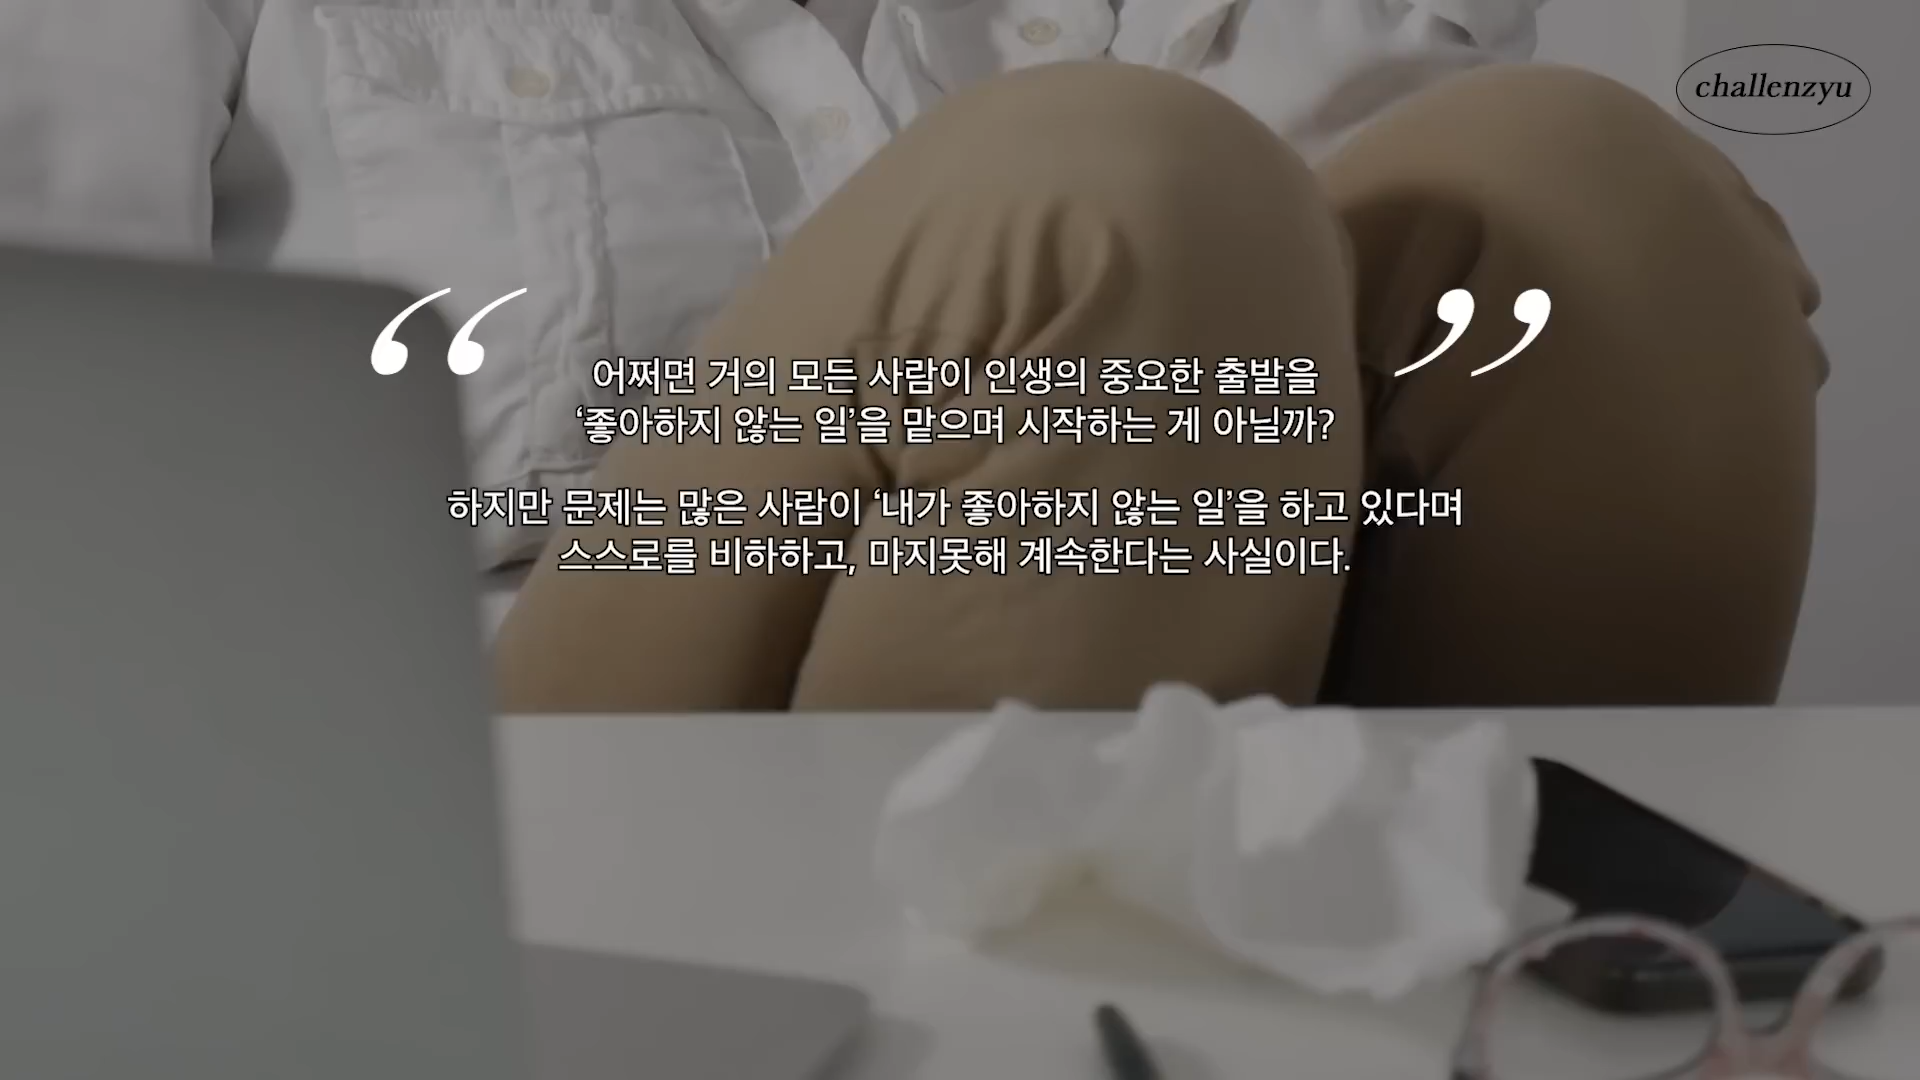 challenzyu
“
”
어쩌면 거의 모든 사람이 인생의 중요한 출발을
‘좋아하지 않는 일’을 맡으며 시작하는 게 아닐까?
하지만 문제는 많은 사람이 ‘내가 좋아하지 않는 일’을 하고 있다며
스스로를 비하하고, 마지못해 계속한다는 사실이다.